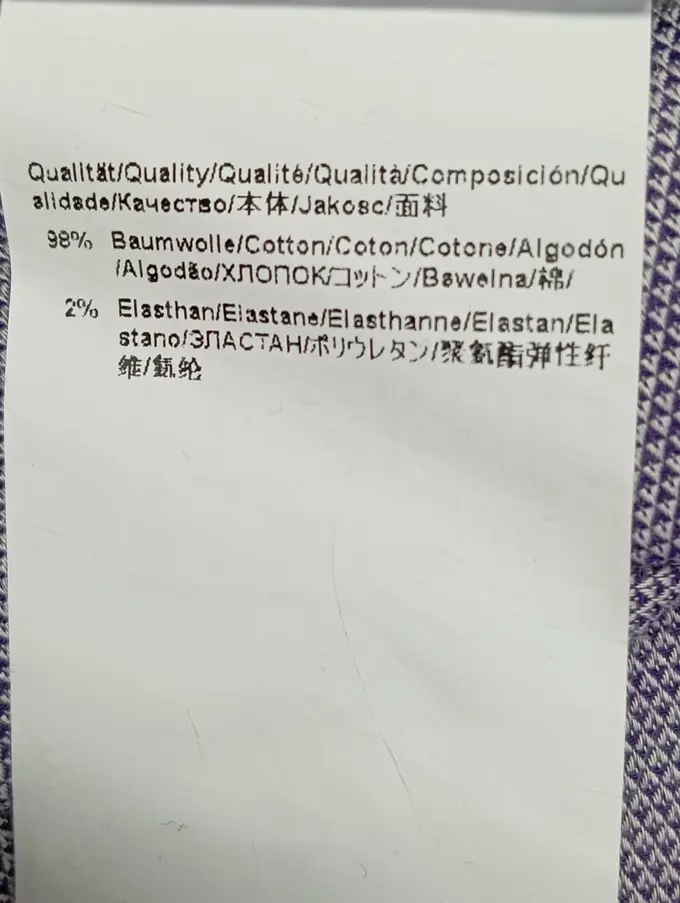 Qualität/Quality/Qualité/Qualità/Composición/Qu
alidade/Качество/本体/Jakosc/面料
98% Baumwolle/Cotton/Coton/Cotone/Algodón
/Algodão/ХЛОПОК/コットン/Bawelna/棉/
2% Elasthan/Elastane/Elasthanne/Elastan/Ela
stano/ЭЛАСТАН/ポリウレタン/聚氨酯弹性纤
维/氨纶